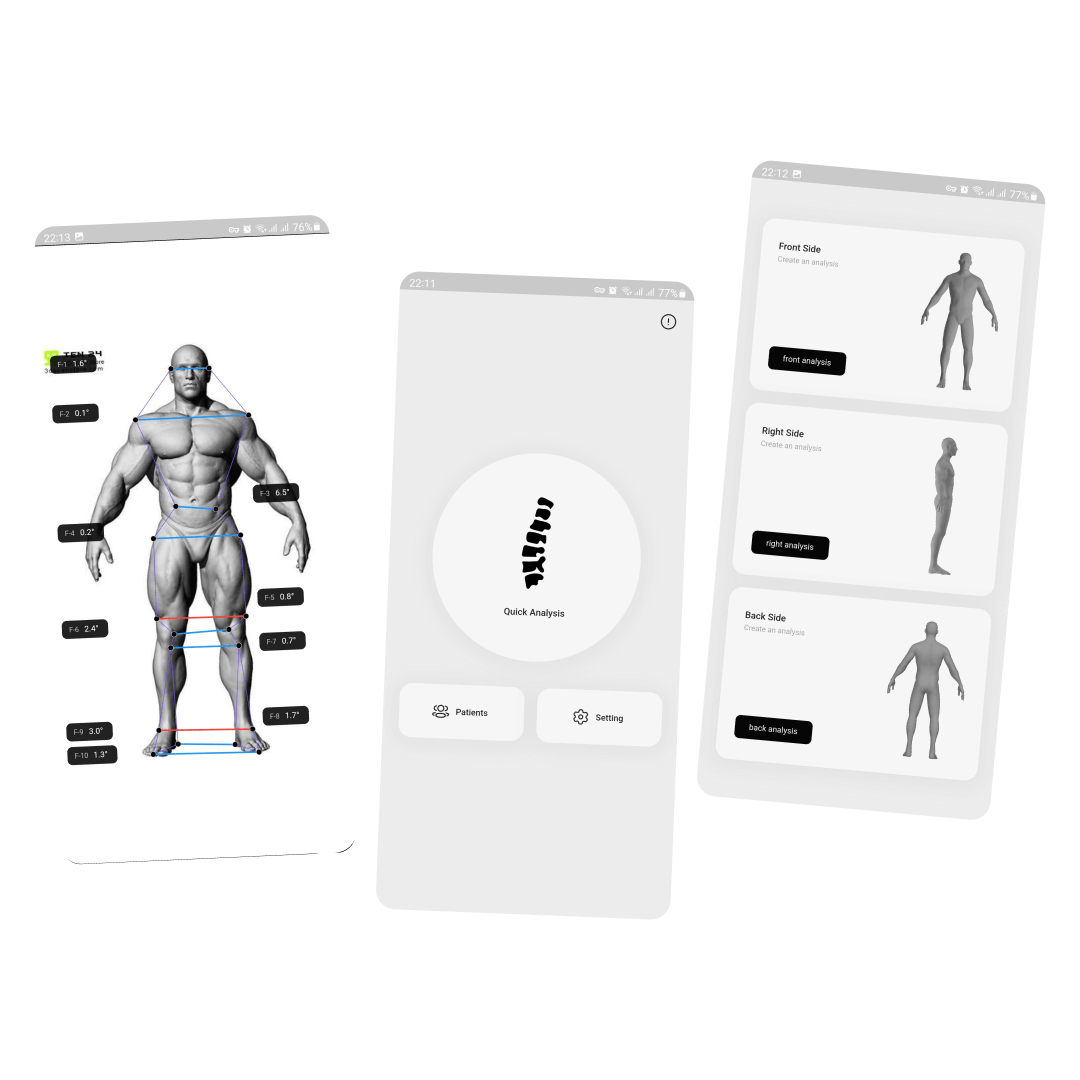 22:13
76%
TEN 24
F-1 1.6°
F-2 0.1°
F-3 6.5°
F-4 0.2°
F-5 0.8°
F-6 2.4°
F-7 0.7°
F-8 1.7°
F-9 3.0°
F-10 1.3°
22:11
77%
Quick Analysis
Patients
Setting
22:12
77%
Front Side
Create an analysis
front analysis
Right Side
Create an analysis
right analysis
Back Side
Create an analysis
back analysis